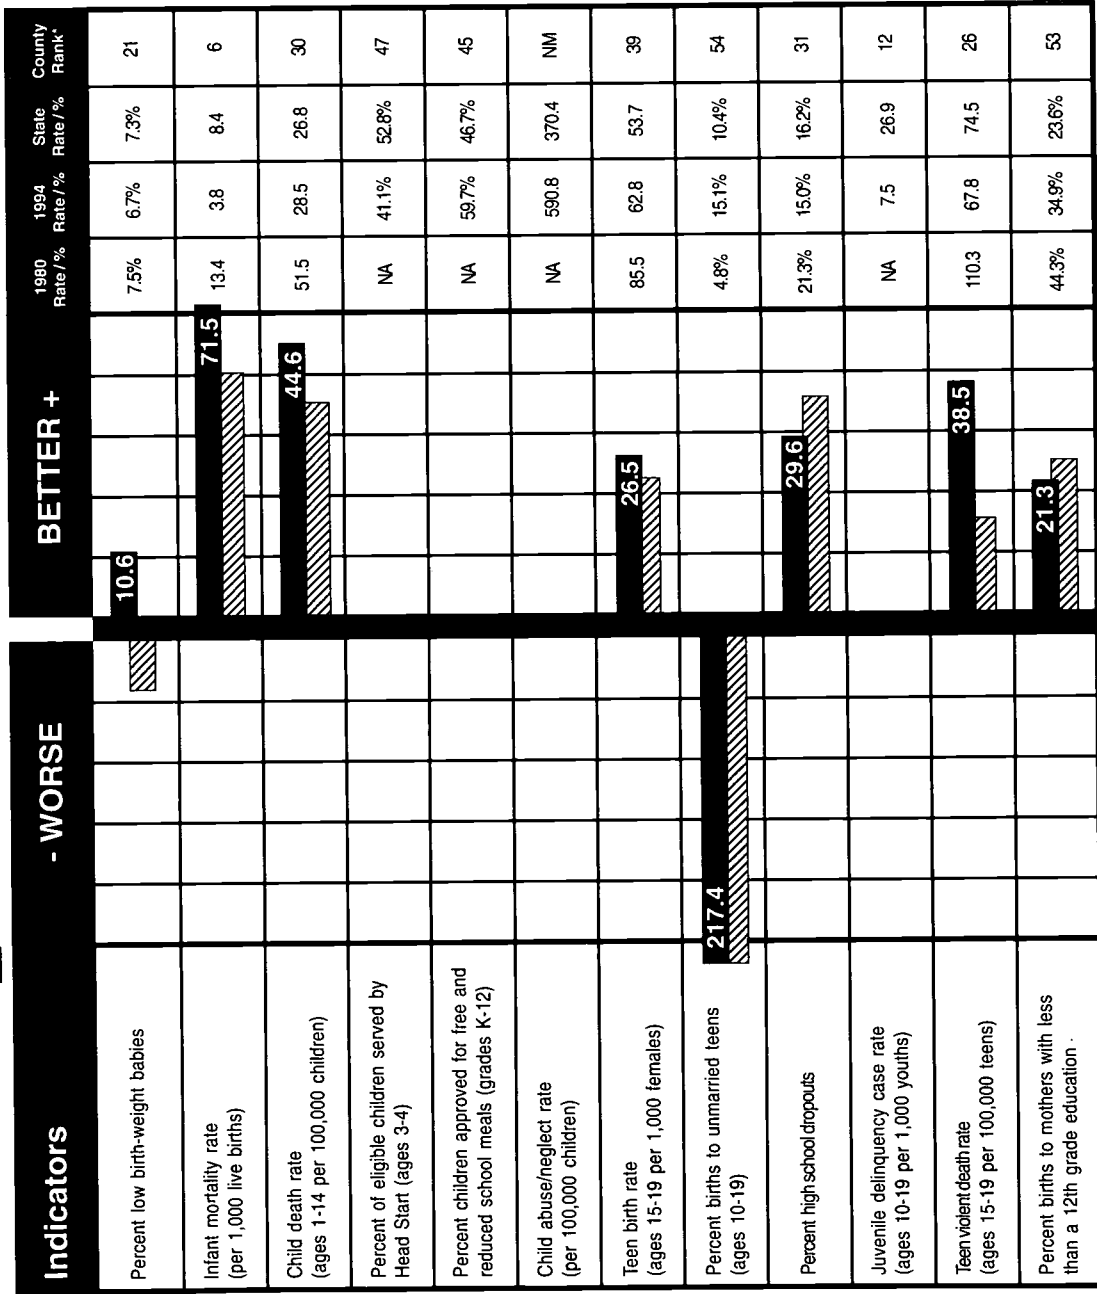 Indicators
- WORSE
BETTER +
1980
Rate / %
1994
Rate / %
State
Rate / %
County
Rank*
Percent low birth-weight babies
10.6
7.5%
6.7%
7.3%
21
Infant mortality rate
(per 1,000 live births)
71.5
13.4
3.8
8.4
6
Child death rate
(ages 1-14 per 100,000 children)
44.6
51.5
28.5
26.8
30
Percent of eligible children served by
Head Start (ages 3-4)
NA
41.1%
52.8%
47
Percent children approved for free and
reduced school meals (grades K-12)
NA
59.7%
46.7%
45
Child abuse/neglect rate
(per 100,000 children)
NA
590.8
370.4
NM
Teen birth rate
(ages 15-19 per 1,000 females)
26.5
85.5
62.8
53.7
39
Percent births to unmarried teens
(ages 10-19)
217.4
4.8%
15.1%
10.4%
54
Percent high school dropouts
29.6
21.3%
15.0%
16.2%
31
Juvenile delinquency case rate
(ages 10-19 per 1,000 youths)
NA
7.5
26.9
12
Teen violent death rate
(ages 15-19 per 100,000 teens)
38.5
110.3
67.8
74.5
26
Percent births to mothers with less
than a 12th grade education
21.3
44.3%
34.9%
23.6%
53